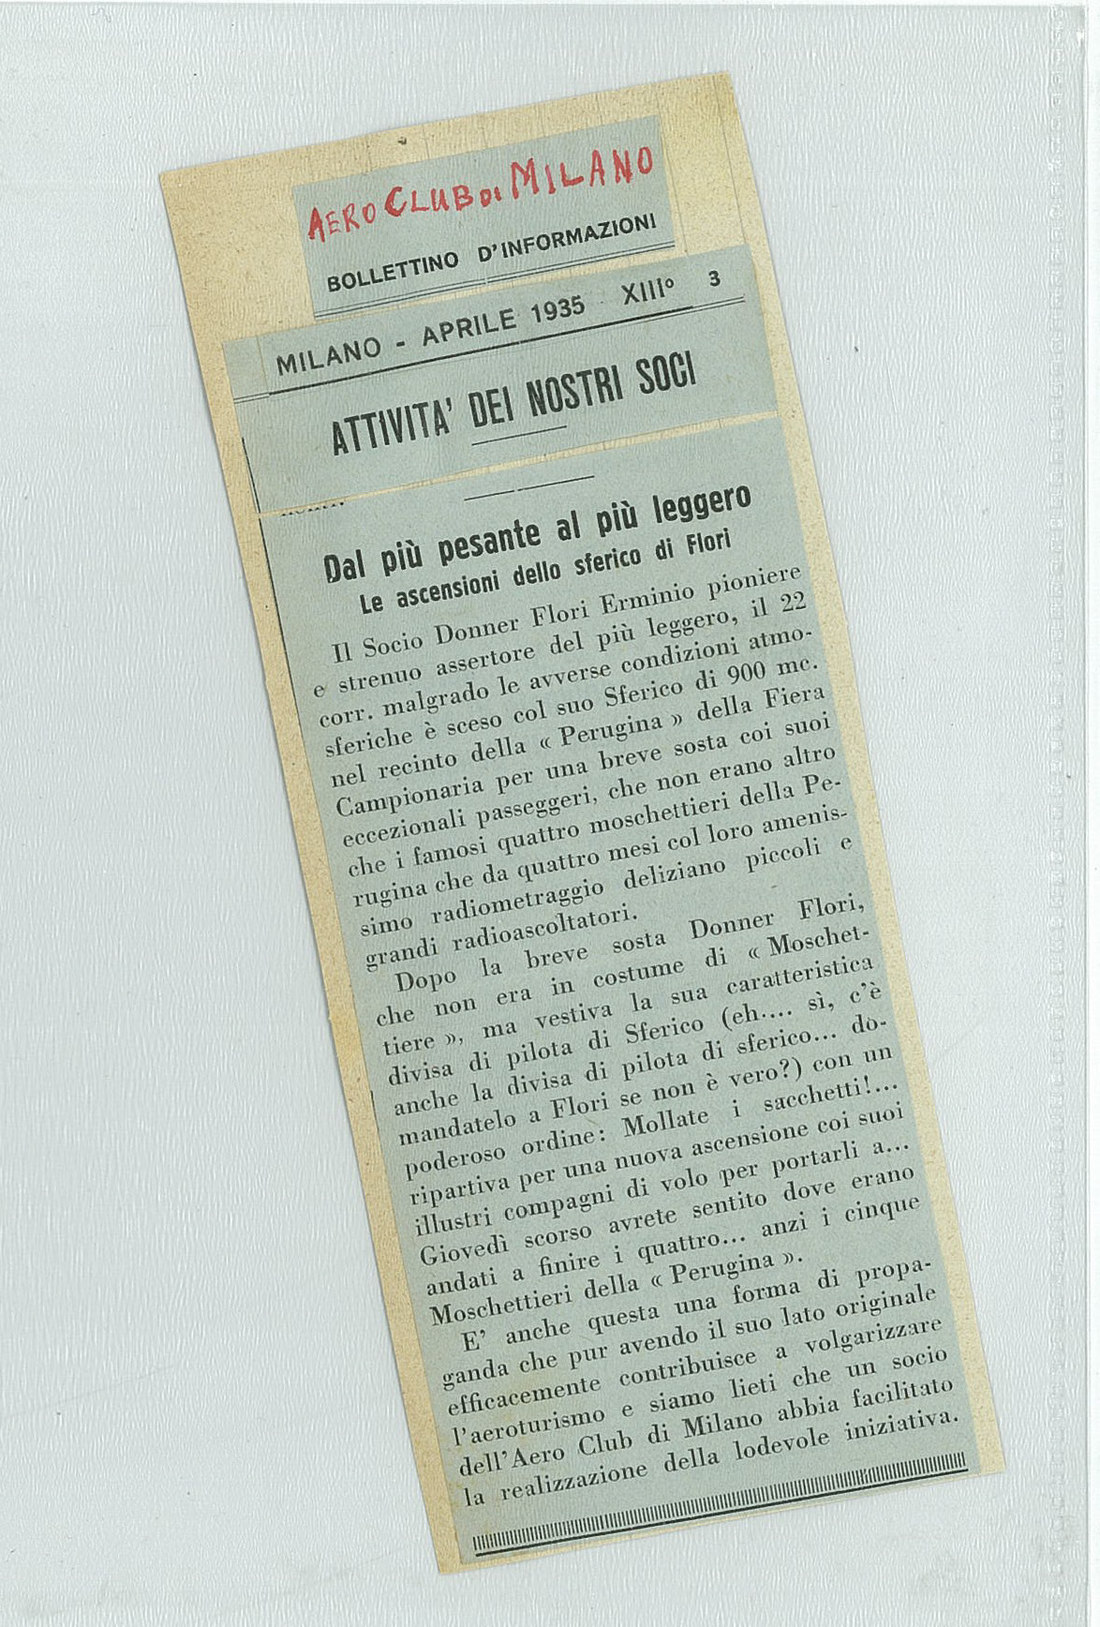 AERO CLUB DI MILANO
BOLLETTINO D'INFORMAZIONI
MILANO - APRILE 1935 XIIIº 3
ATTIVITA' DEI NOSTRI SOCI
Dal più pesante al più leggero
Le ascensioni dello sferico di Flori
Il Socio Donner Flori Erminio pioniere
e strenuo assertore del più leggero, il 22
corr. malgrado le avverse condizioni atmo-
sferiche è sceso col suo Sferico di 900 mc.
nel recinto della « Perugina » della Fiera
Campionaria per una breve sosta coi suoi
eccezionali passeggeri, che non erano altro
che i famosi quattro moschettieri della Pe-
rugina che da quattro mesi col loro amenis-
simo radiometraggio deliziano piccoli e
grandi radioascoltatori.
Dopo la breve sosta Donner Flori,
che non era in costume di « Moschet-
tiere », ma vestiva la sua caratteristica
divisa di pilota di Sferico (eh.... sì, c'è
anche la divisa di pilota di sferico... do-
mandatelo a Flori se non è vero?) con un
poderoso ordine: Mollate i sacchetti!...
ripartiva per una nuova ascensione coi suoi
illustri compagni di volo per portarli a...
Giovedì scorso avrete sentito dove erano
andati a finire i quattro... anzi i cinque
Moschettieri della « Perugina ».
E' anche questa una forma di propa-
ganda che pur avendo il suo lato originale
efficacemente contribuisce a volgarizzare
l'aeroturismo e siamo lieti che un socio
dell'Aero Club di Milano abbia facilitato
la realizzazione della lodevole iniziativa.